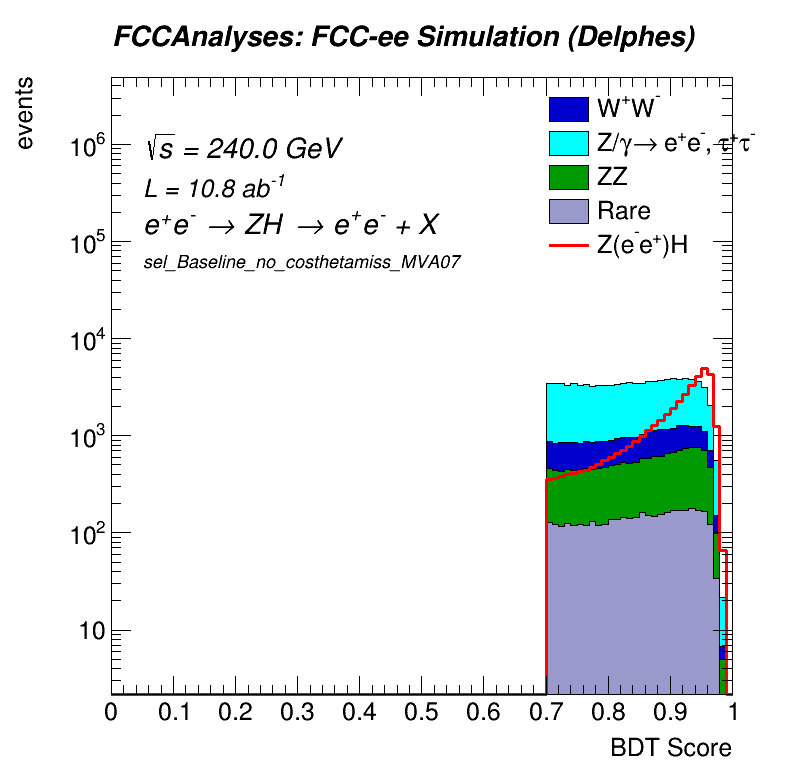 FCCAnalyses: FCC-ee Simulation (Delphes)
events
√s = 240.0 GeV
L = 10.8 ab⁻¹
e⁺e⁻ → ZH → e⁺e⁻ + X
sel_Baseline_no_costhetamiss_MVA07
W⁺W⁻
Z/γ→ e⁺e⁻, τ⁺τ⁻
ZZ
Rare
Z(e⁻e⁺)H
10⁶
10⁵
10⁴
10³
10²
10
0 0.1 0.2 0.3 0.4 0.5 0.6 0.7 0.8 0.9 1
BDT Score